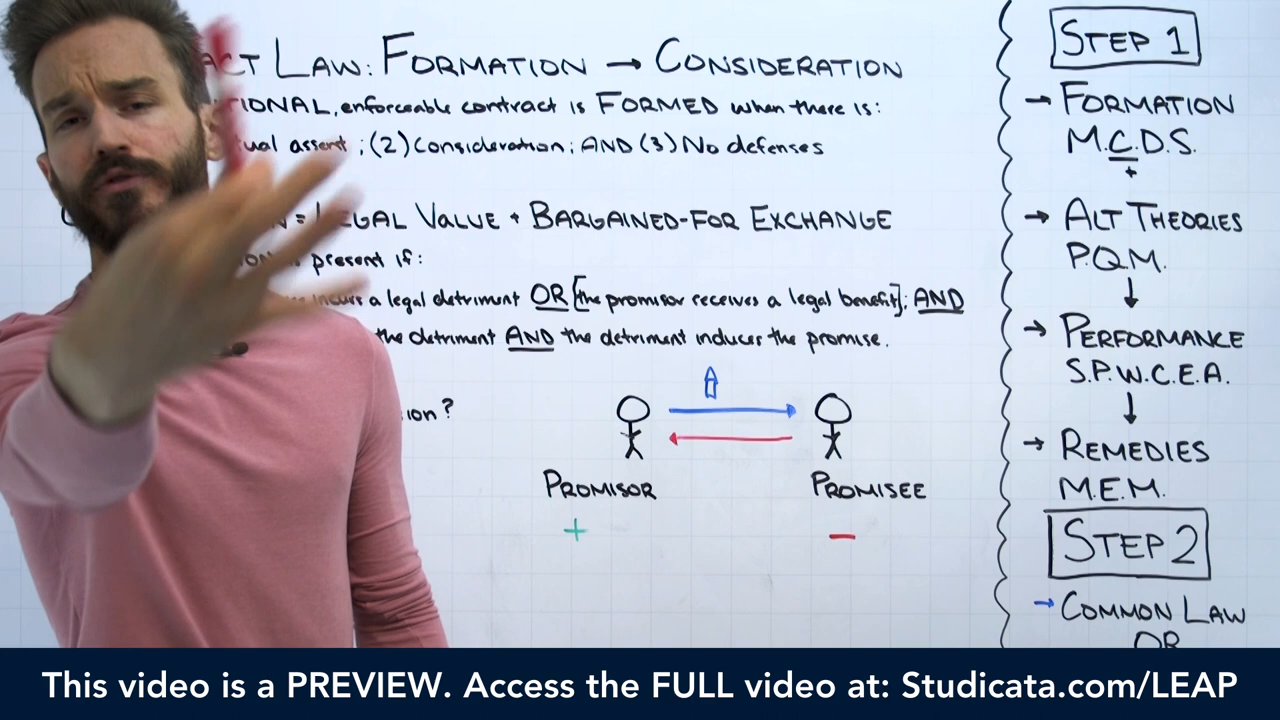 ACT LAW: FORMATION → CONSIDERATION
TIONAL, enforceable contract is FORMED when there is:
ual assent ; (2) Consideration ; AND (3) No defenses
N = LEGAL VALUE + BARGAINED-FOR EXCHANGE
present if:
incurs a legal detriment OR [the promisor receives a legal benefit]; AND
the detriment AND the detriment induces the promise.
ion?
PROMISOR
PROMISEE
+
−
STEP 1
→ FORMATION
M.C.D.S.
+
→ ALT THEORIES
P.Q.M.
↓
→ PERFORMANCE
S.P.W.C.E.A.
↓
→ REMEDIES
M.E.M.
STEP 2
→ COMMON LAW
OR
This video is a PREVIEW. Access the FULL video at: Studicata.com/LEAP